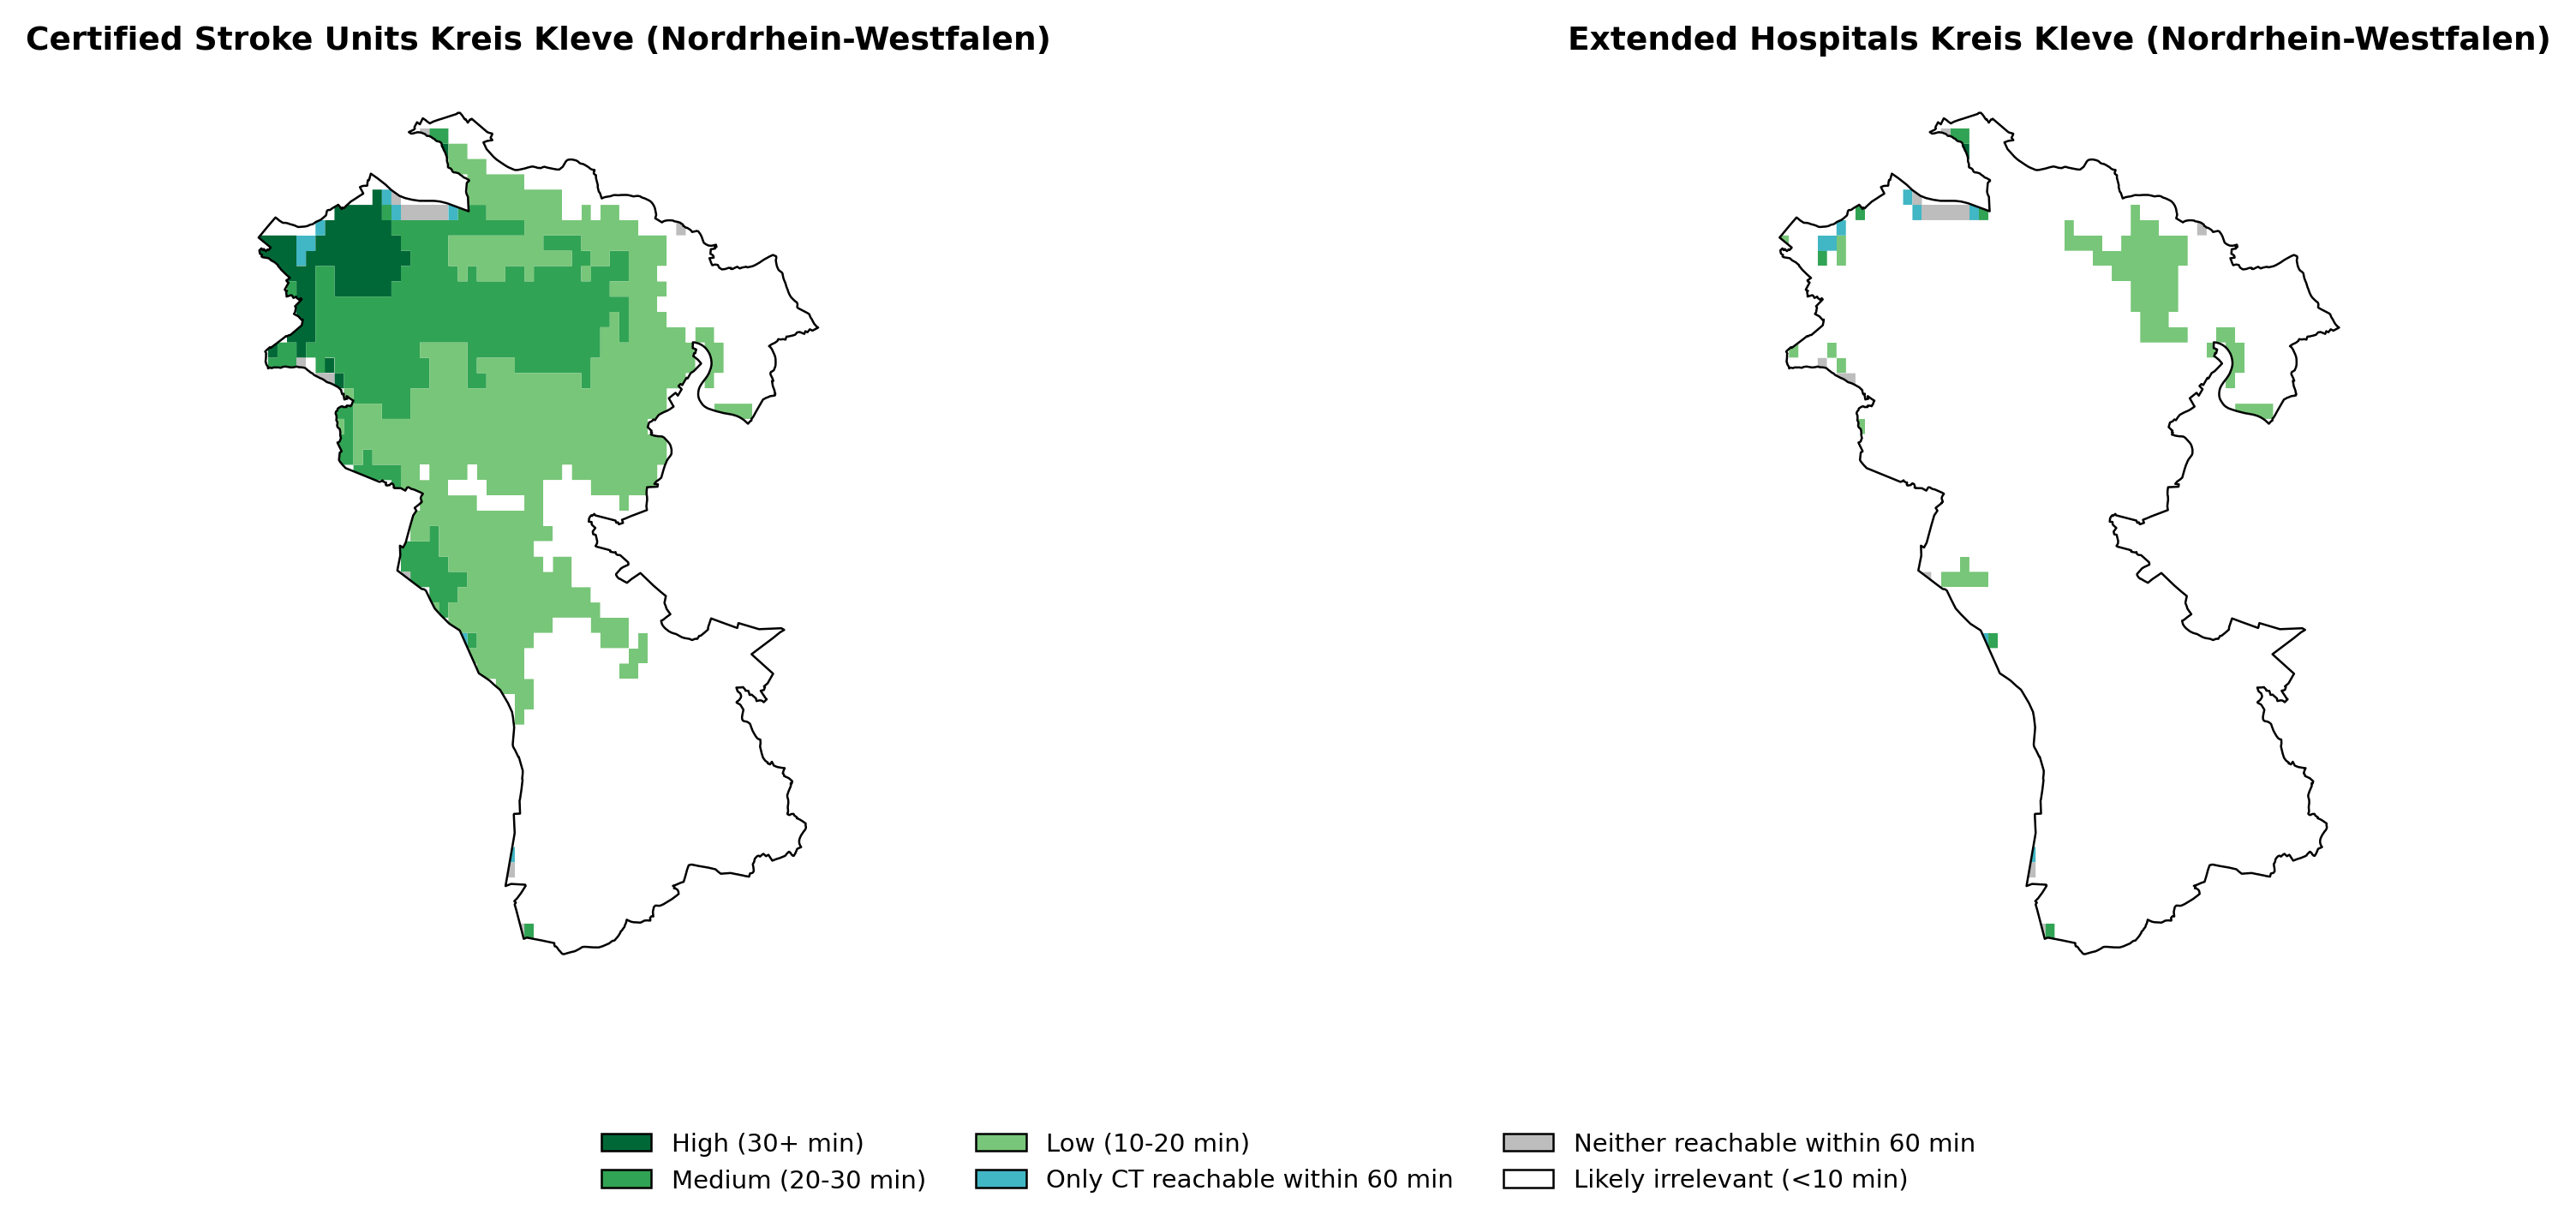 Certified Stroke Units Kreis Kleve (Nordrhein-Westfalen)
Extended Hospitals Kreis Kleve (Nordrhein-Westfalen)
High (30+ min)
Medium (20-30 min)
Low (10-20 min)
Only CT reachable within 60 min
Neither reachable within 60 min
Likely irrelevant (<10 min)